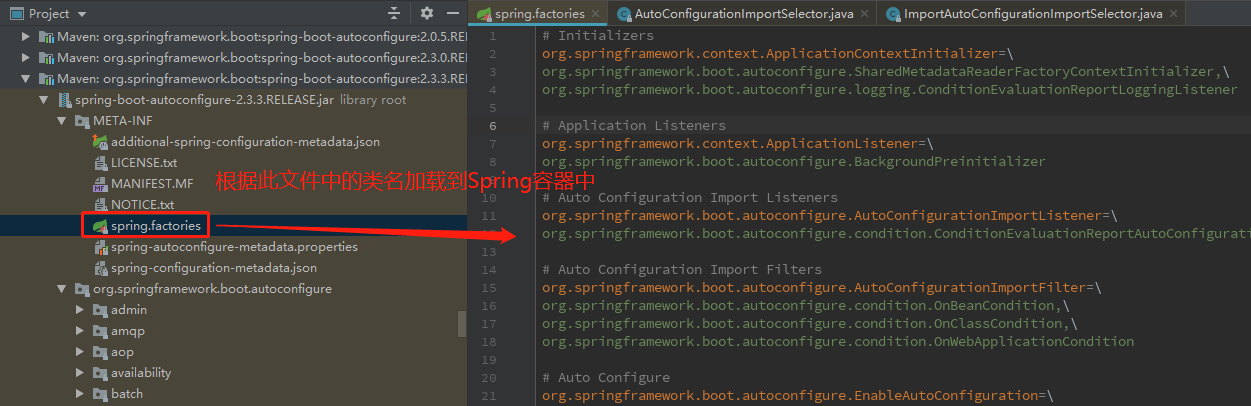 Project
Maven: org.springframework.boot:spring-boot-autoconfigure:2.0.5.RELE
Maven: org.springframework.boot:spring-boot-autoconfigure:2.3.0.RELE
Maven: org.springframework.boot:spring-boot-autoconfigure:2.3.3.REL
spring-boot-autoconfigure-2.3.3.RELEASE.jar library root
META-INF
additional-spring-configuration-metadata.json
LICENSE.txt
MANIFEST.MF
NOTICE.txt
spring.factories
spring-autoconfigure-metadata.properties
spring-configuration-metadata.json
org.springframework.boot.autoconfigure
admin
amqp
aop
availability
batch
根据此文件中的类名加载到Spring容器中
spring.factories
AutoConfigurationImportSelector.java
ImportAutoConfigurationImportSelector.java
1 # Initializers
2 org.springframework.context.ApplicationContextInitializer=\
3 org.springframework.boot.autoconfigure.SharedMetadataReaderFactoryContextInitializer,\
4 org.springframework.boot.autoconfigure.logging.ConditionEvaluationReportLoggingListener
5
6 # Application Listeners
7 org.springframework.context.ApplicationListener=\
8 org.springframework.boot.autoconfigure.BackgroundPreinitializer
10 # Auto Configuration Import Listeners
11 org.springframework.boot.autoconfigure.AutoConfigurationImportListener=\
org.springframework.boot.autoconfigure.condition.ConditionEvaluationReportAutoConfigurati
13
14 # Auto Configuration Import Filters
15 org.springframework.boot.autoconfigure.AutoConfigurationImportFilter=\
16 org.springframework.boot.autoconfigure.condition.OnBeanCondition,\
17 org.springframework.boot.autoconfigure.condition.OnClassCondition,\
18 org.springframework.boot.autoconfigure.condition.OnWebApplicationCondition
19
20 # Auto Configure
21 org.springframework.boot.autoconfigure.EnableAutoConfiguration=\